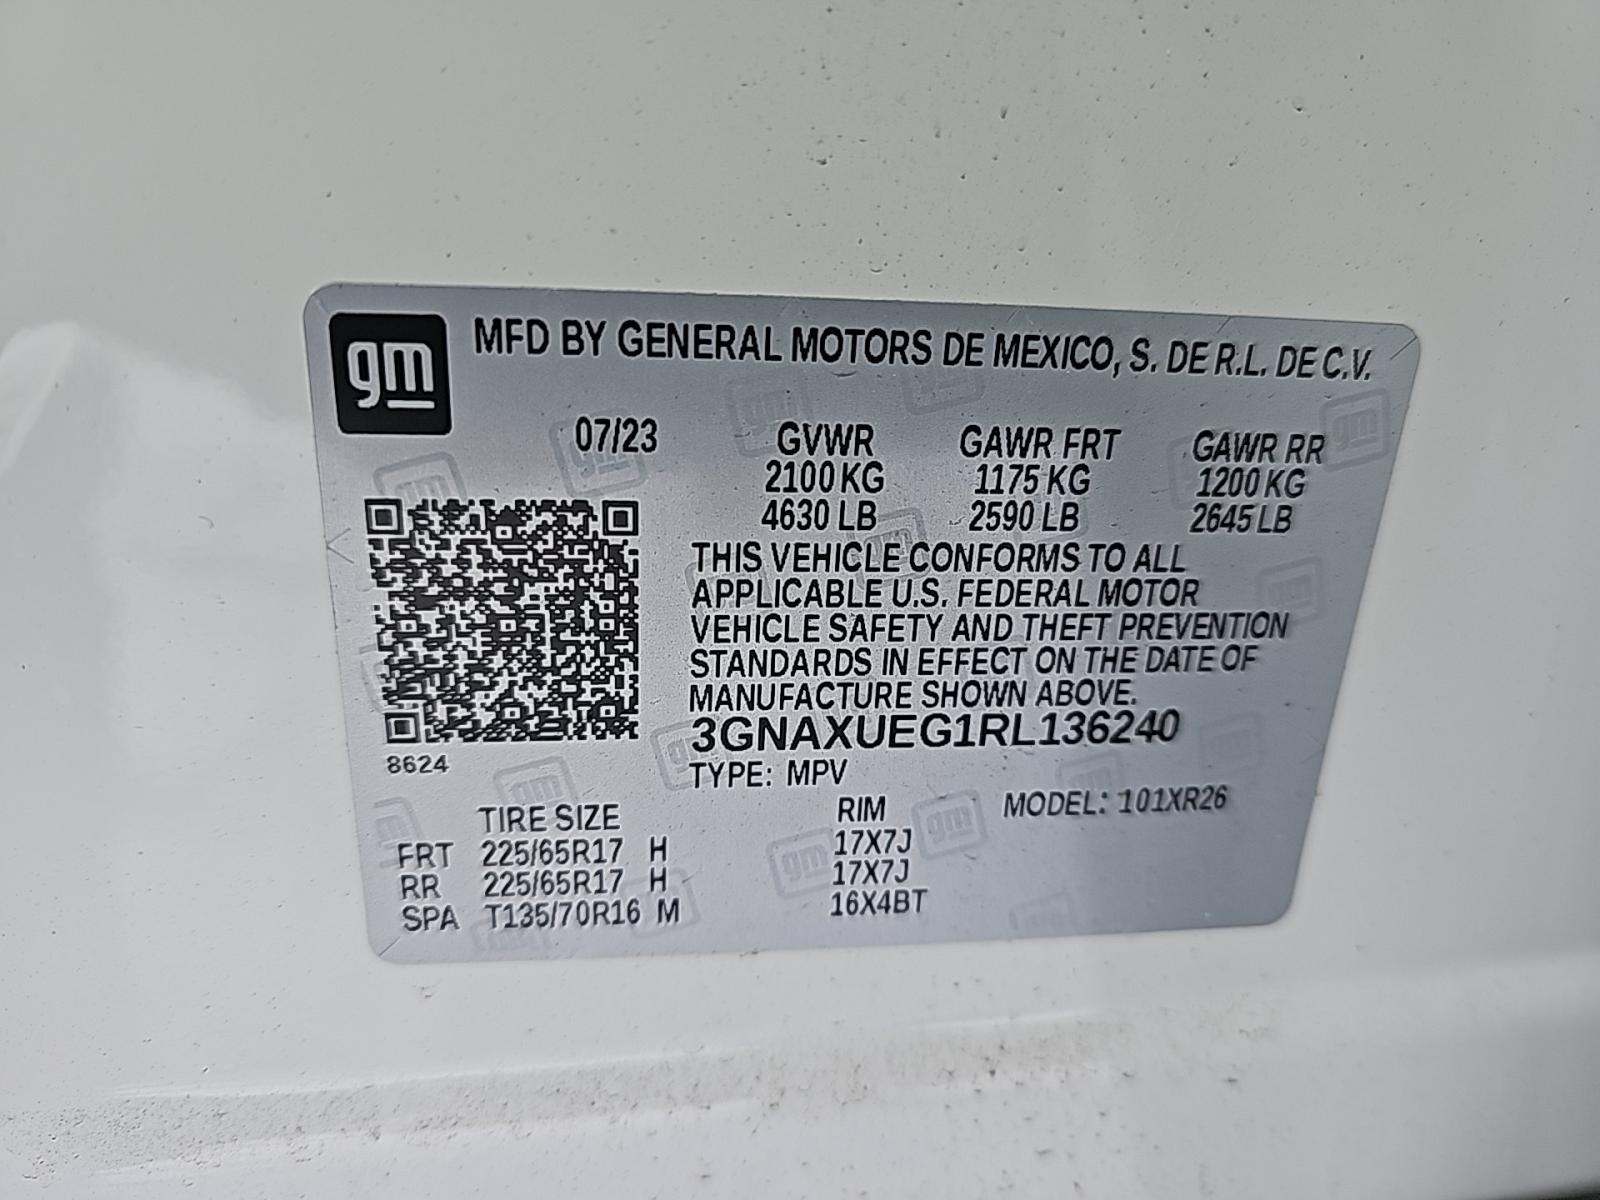 gm
MFD BY GENERAL MOTORS DE MEXICO, S. DE R.L. DE C.V.
07/23 GVWR GAWR FRT GAWR RR
2100 KG 1175 KG 1200 KG
4630 LB 2590 LB 2645 LB
THIS VEHICLE CONFORMS TO ALL
APPLICABLE U.S. FEDERAL MOTOR
VEHICLE SAFETY AND THEFT PREVENTION
STANDARDS IN EFFECT ON THE DATE OF
MANUFACTURE SHOWN ABOVE.
3GNAXUEG1RL136240
8624
TYPE: MPV
TIRE SIZE RIM MODEL: 101XR26
FRT 225/65R17 H 17X7J
RR 225/65R17 H 17X7J
SPA T135/70R16 M 16X4BT